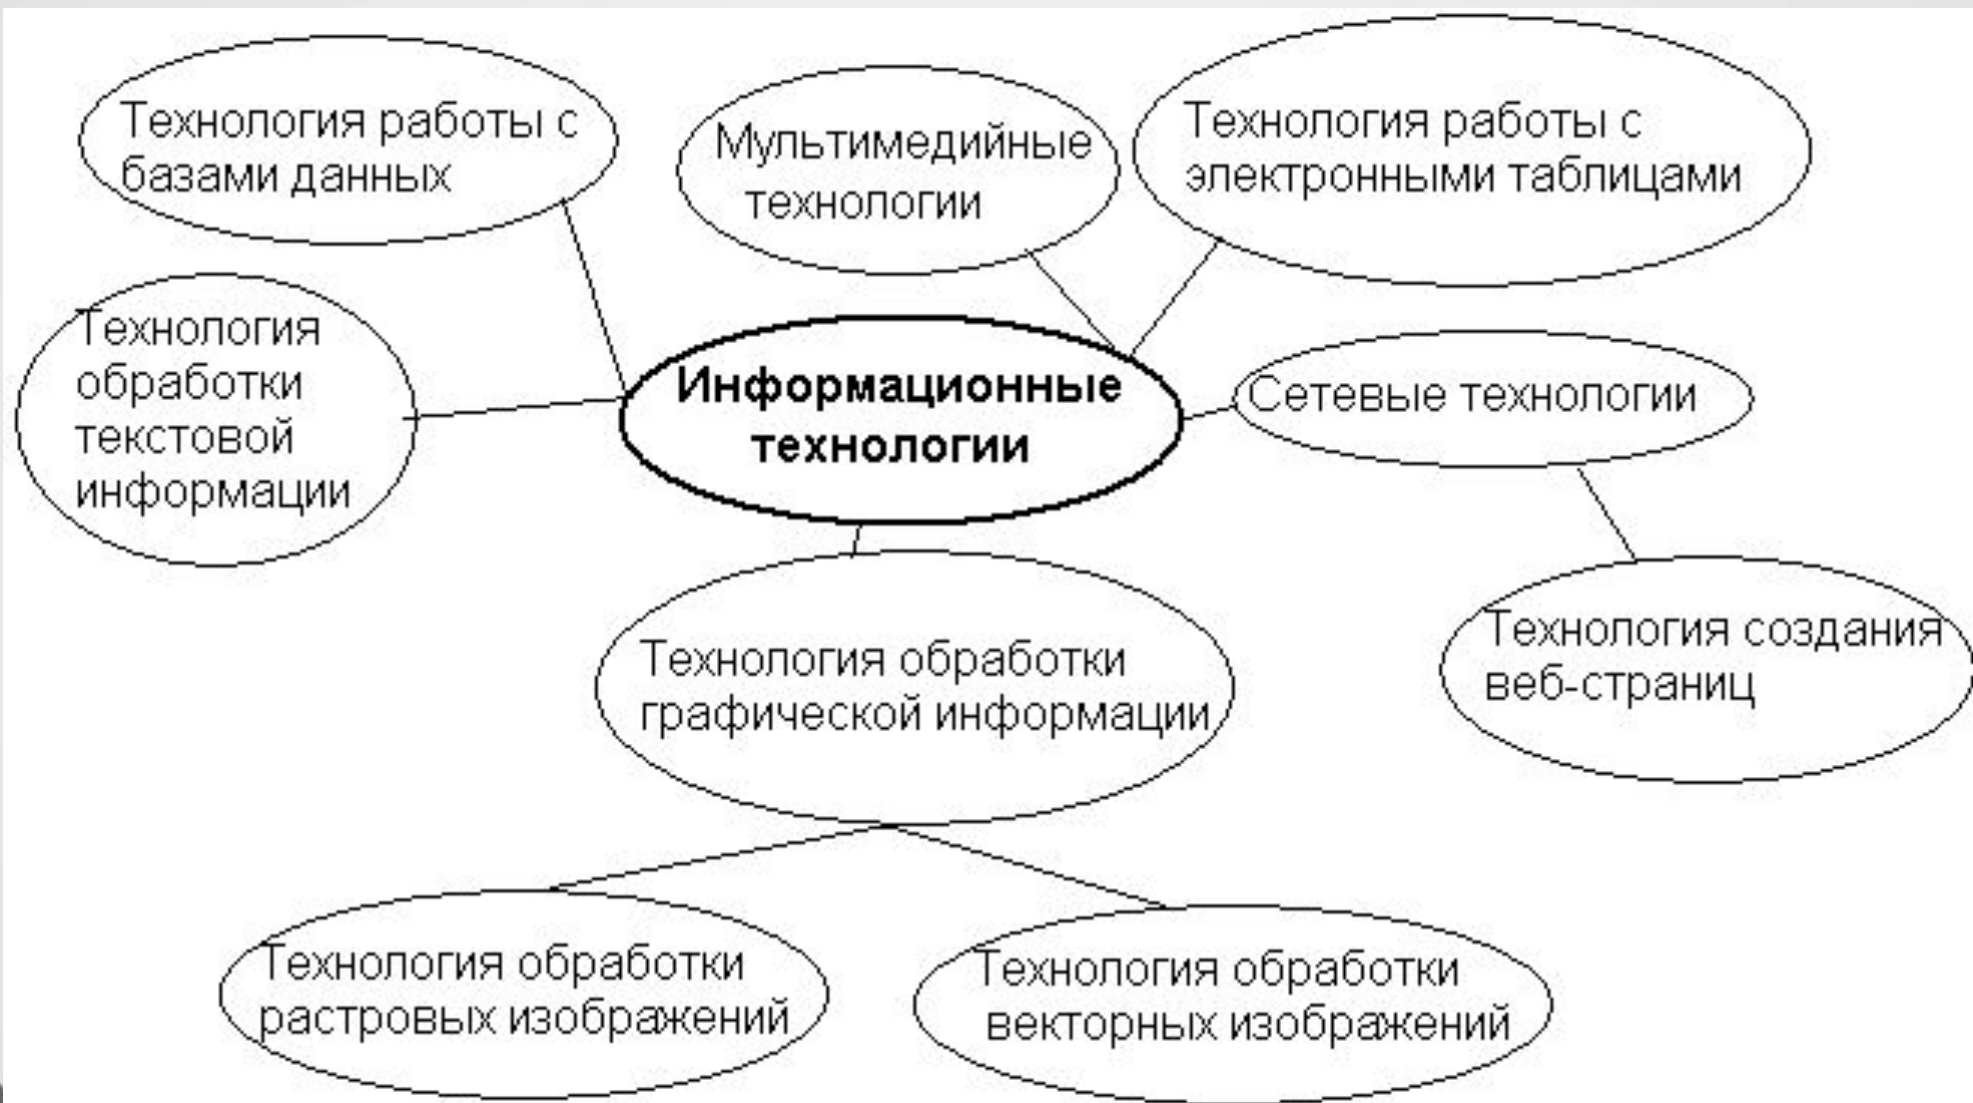 Технология работы с
базами данных
Мультимедийные
технологии
Технология работы с
электронными таблицами
Технология
обработки
текстовой
информации
Информационные
технологии
Сетевые технологии
Технология обработки
графической информации
Технология создания
веб-страниц
Технология обработки
растровых изображений
Технология обработки
векторных изображений